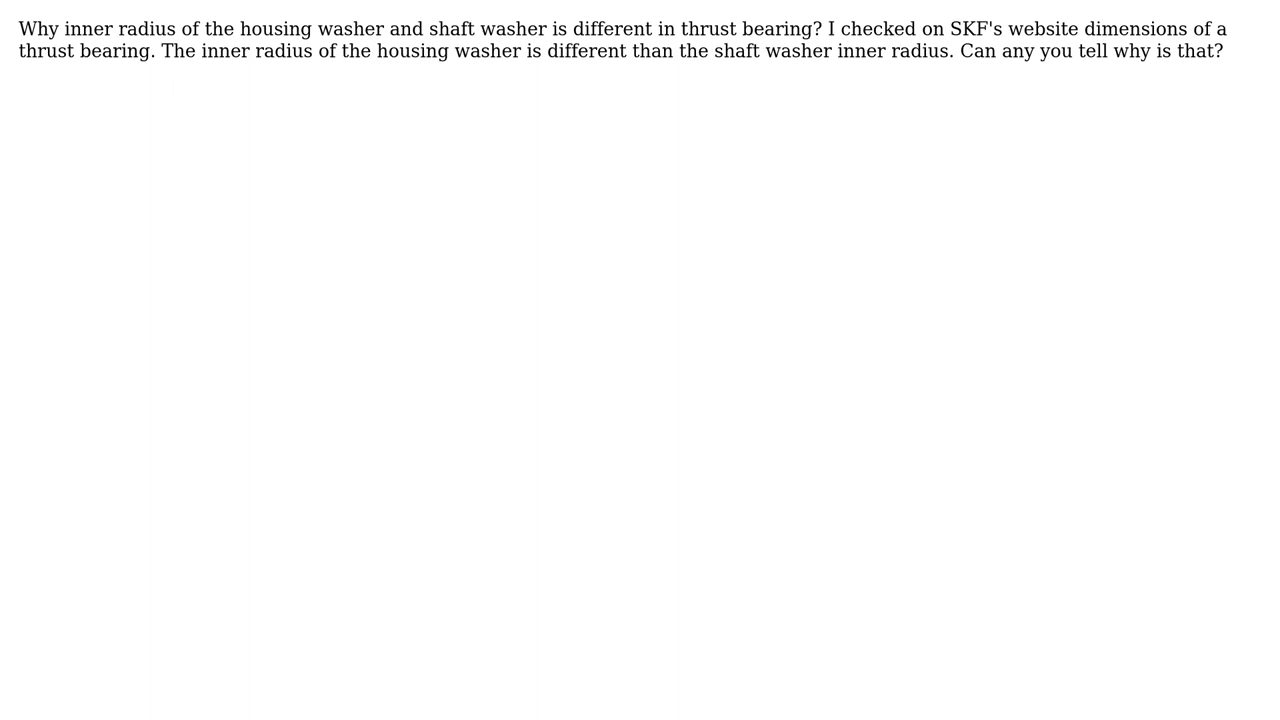 Why inner radius of the housing washer and shaft washer is different in thrust bearing? I checked on SKF's website dimensions of a
thrust bearing. The inner radius of the housing washer is different than the shaft washer inner radius. Can any you tell why is that?